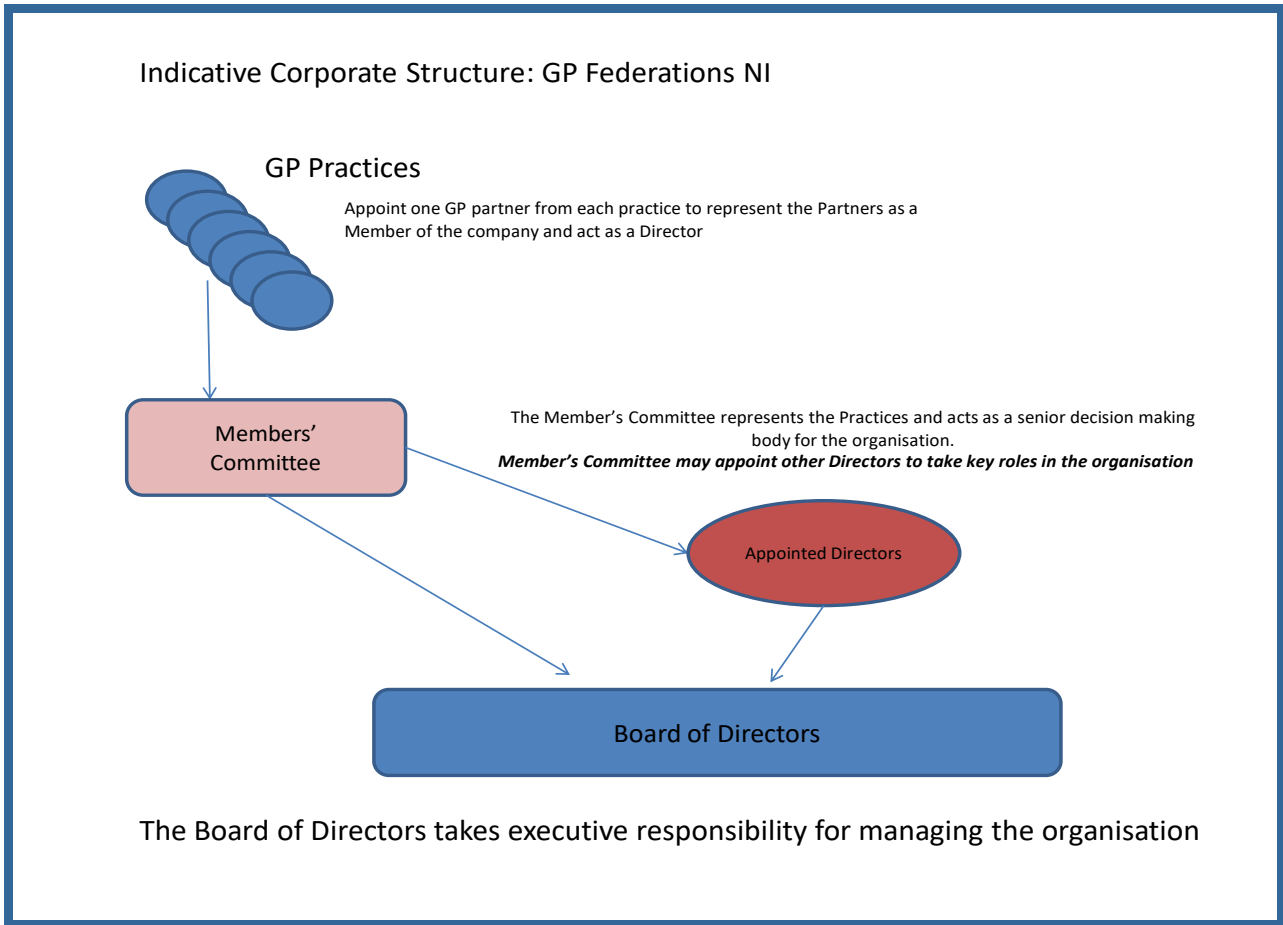 Indicative Corporate Structure: GP Federations NI
GP Practices
Appoint one GP partner from each practice to represent the Partners as a
Member of the company and act as a Director
Members’
Committee
The Member’s Committee represents the Practices and acts as a senior decision making
body for the organisation.
Member’s Committee may appoint other Directors to take key roles in the organisation
Appointed Directors
Board of Directors
The Board of Directors takes executive responsibility for managing the organisation